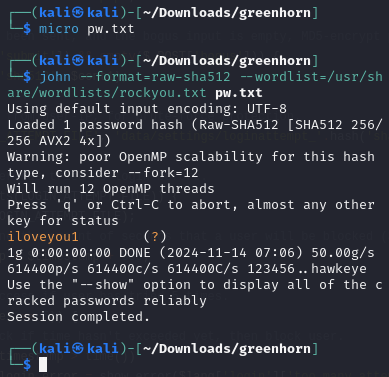 ┌──(kali㉿kali)-[~/Downloads/greenhorn]
└─$ micro pw.txt
┌──(kali㉿kali)-[~/Downloads/greenhorn]
└─$ john --format=raw-sha512 --wordlist=/usr/sh
are/wordlists/rockyou.txt pw.txt
Using default input encoding: UTF-8
Loaded 1 password hash (Raw-SHA512 [SHA512 256/
256 AVX2 4x])
Warning: poor OpenMP scalability for this hash
type, consider --fork=12
Will run 12 OpenMP threads
Press 'q' or Ctrl-C to abort, almost any other
key for status
iloveyou1        (?)
1g 0:00:00:00 DONE (2024-11-14 07:06) 50.00g/s
614400p/s 614400c/s 614400C/s 123456..hawkeye
Use the "--show" option to display all of the c
racked passwords reliably
Session completed.
┌──(kali㉿kali)-[~/Downloads/greenhorn]
└─$